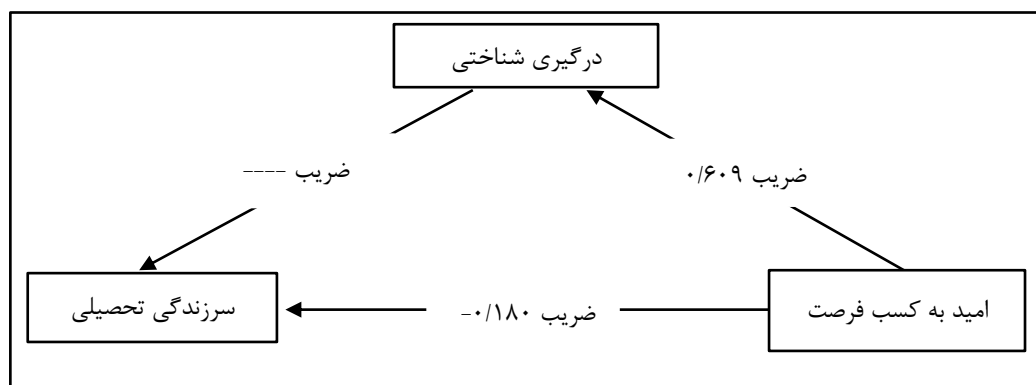 درگیری شناختی
ضریب ۰/۶۰۹
ضریب ----
امید به کسب فرصت
ضریب ۰/۱۸۰-
سرزندگی تحصیلی